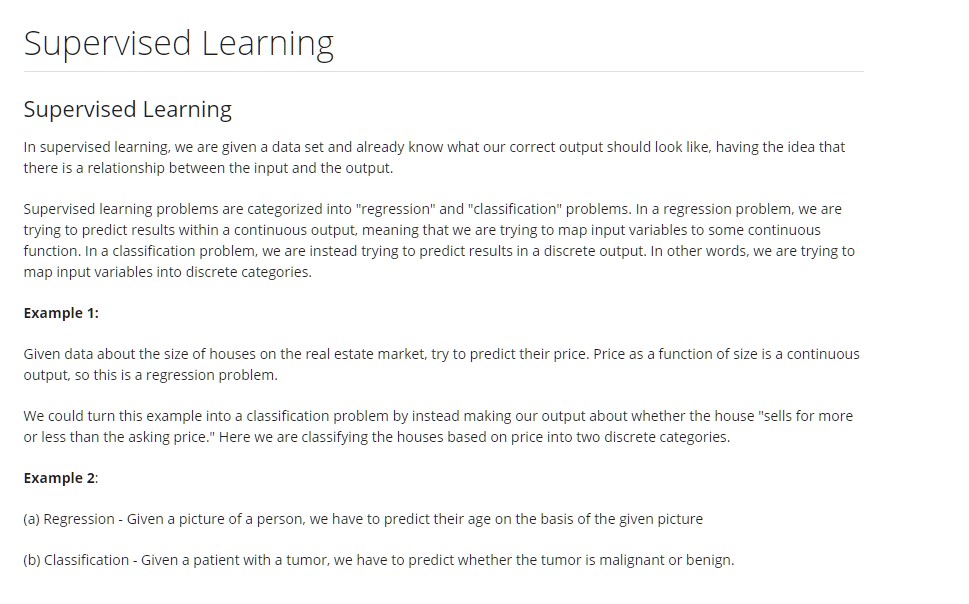 Supervised Learning
Supervised Learning
In supervised learning, we are given a data set and already know what our correct output should look like, having the idea that
there is a relationship between the input and the output.
Supervised learning problems are categorized into "regression" and "classification" problems. In a regression problem, we are
trying to predict results within a continuous output, meaning that we are trying to map input variables to some continuous
function. In a classification problem, we are instead trying to predict results in a discrete output. In other words, we are trying to
map input variables into discrete categories.
Example 1:
Given data about the size of houses on the real estate market, try to predict their price. Price as a function of size is a continuous
output, so this is a regression problem.
We could turn this example into a classification problem by instead making our output about whether the house "sells for more
or less than the asking price." Here we are classifying the houses based on price into two discrete categories.
Example 2:
(a) Regression - Given a picture of a person, we have to predict their age on the basis of the given picture
(b) Classification - Given a patient with a tumor, we have to predict whether the tumor is malignant or benign.